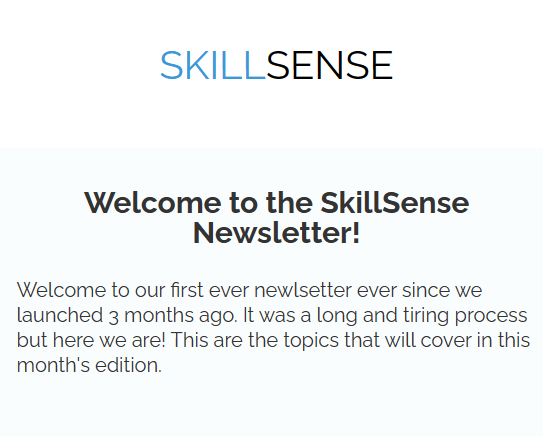 SKILLSENSE
Welcome to the SkillSense
Newsletter!
Welcome to our first ever newlsetter ever since we
launched 3 months ago. It was a long and tiring process
but here we are! This are the topics that will cover in this
month's edition.